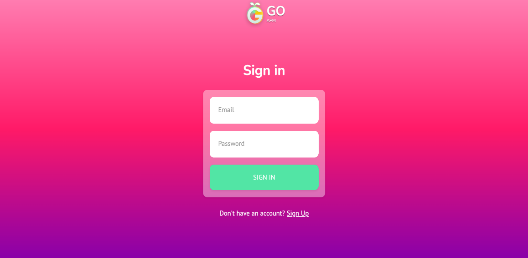 GO
Sign in
Email
Password
SIGN IN
Don't have an account? Sign Up